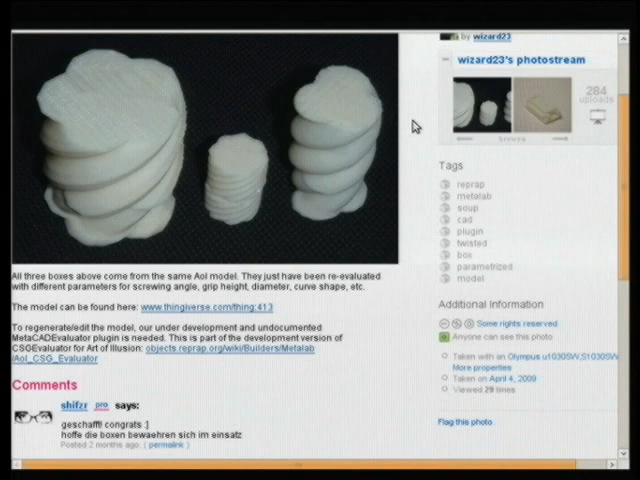 by wizard23
wizard23's photostream
284
uploads
browse
Tags
reprap
metalab
soup
cad
plugin
twisted
box
parametrized
model
Additional Information
Some rights reserved
Anyone can see this photo
Taken with an Olympus u1030SW,S1030SW
More properties
Taken on April 4, 2009
Viewed 29 times
Flag this photo
All three boxes above come from the same AoI model. They just have been re-evaluated
with different parameters for screwing angle, grip height, diameter, curve shape, etc.
The model can be found here: www.thingiverse.com/thing:413
To regenerate/edit the model, our under development and undocumented
MetaCADEvaluator plugin is needed. This is part of the development version of
CSGEvaluator for Art of Illusion: objects.reprap.org/wiki/Builders/Metalab
/AoI_CSG_Evaluator
Comments
shifzr pro says:
geschafft! congrats :]
hoffe die boxen bewaehren sich im einsatz
Posted 2 months ago. ( permalink )